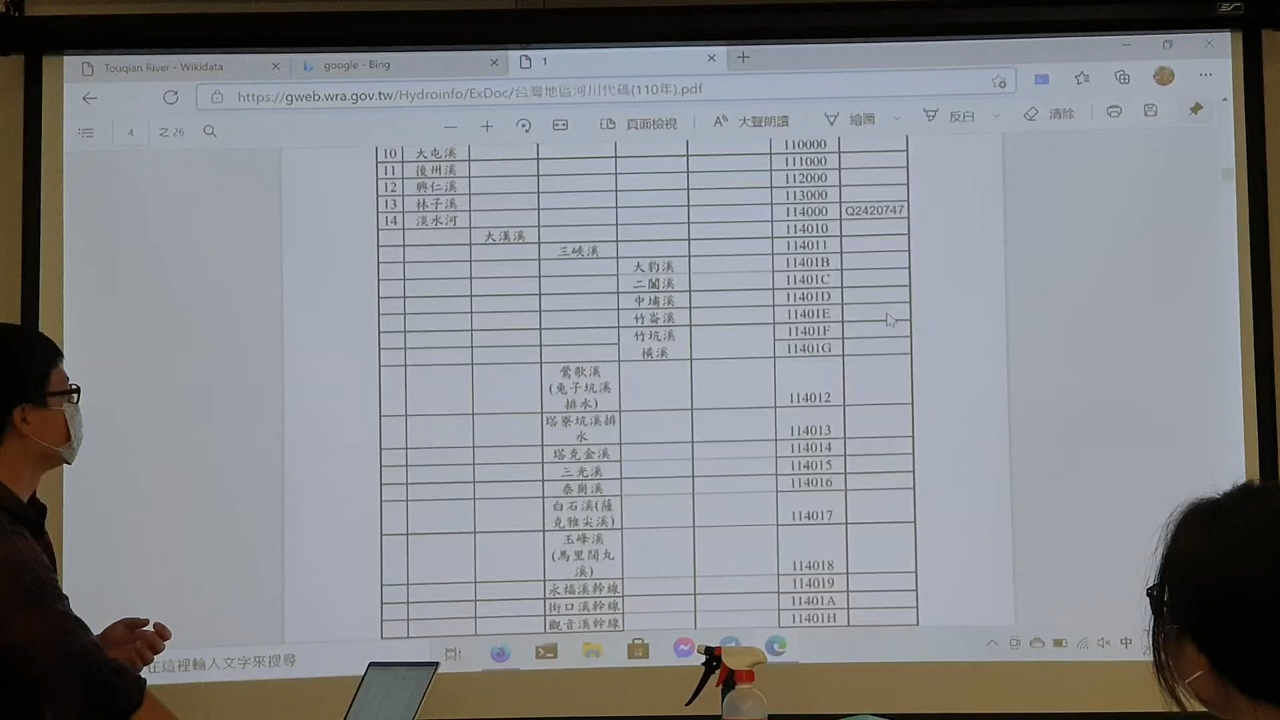 Touqian River - Wikidata
google - Bing
1
https://gweb.wra.gov.tw/Hydroinfo/ExDoc/台灣地區河川代碼(110年).pdf
4 之 26 頁面檢視 大聲朗讀 繪圖 反白 清除
110000
10 大屯溪 111000
11 後州溪 112000
12 興仁溪 113000
13 林子溪 114000 Q2420747
14 淡水河 114010
大漢溪 114011
三峽溪 11401B
大豹溪 11401C
二鬮溪 11401D
中埔溪 11401E
竹崙溪 11401F
竹坑溪 11401G
橫溪
鶯歌溪
(兔子坑溪
排水) 114012
塔寮坑溪排
水 114013
塔克金溪 114014
三光溪 114015
泰崗溪 114016
白石溪(薩
克雅尖溪) 114017
玉峰溪
(馬里闊丸
溪) 114018
永福溪幹線 114019
街口溪幹線 11401A
觀音溪幹線 11401H
在這裡輸入文字來搜尋
中